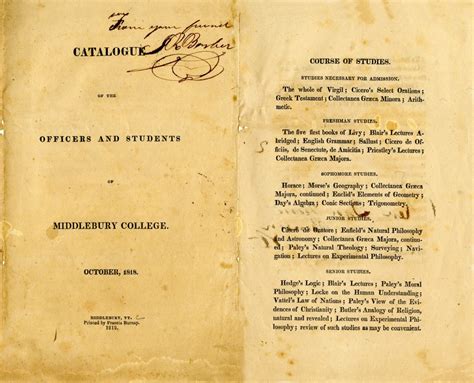 From your friend
J R Barber
CATALOGUE
OF THE
OFFICERS AND STUDENTS
OF
MIDDLEBURY COLLEGE.
OCTOBER, 1818.
MIDDLEBURY, VT.
Printed by Francis Burnap.
1818.
COURSE OF STUDIES.
STUDIES NECESSARY FOR ADMISSION.
The whole of Virgil; Cicero's Select Orations;
Greek Testament; Collectanea Græca Minora; Arith-
metic.
FRESHMAN STUDIES.
The five first books of Livy; Blair's Lectures A-
bridged; English Grammar; Sallust; Cicero de Of-
ficiis, de Senectute, de Amicitia; Priestley's Lectures;
Collectanea Græca Majora.
SOPHOMORE STUDIES.
Horace; Morse's Geography; Collectanea Græca
Majora, continued; Euclid's Elements of Geometry;
Day's Algebra; Conic Sections; Trigonometry.
JUNIOR STUDIES.
Cicero de Oratore; Enfield's Natural Philosophy
and Astronomy; Collectanea Græca Majora, continu-
ed; Paley's Natural Theology; Surveying; Navi-
gation; Lectures on Experimental Philosophy.
SENIOR STUDIES.
Hedge's Logic; Blair's Lectures; Paley's Moral
Philosophy; Locke on the Human Understanding;
Vattel's Law of Nations; Paley's View of the Evi-
dences of Christianity; Butler's Analogy of Religion,
natural and revealed; Lectures on Experimental Phi-
losophy; review of such studies as may be convenient.